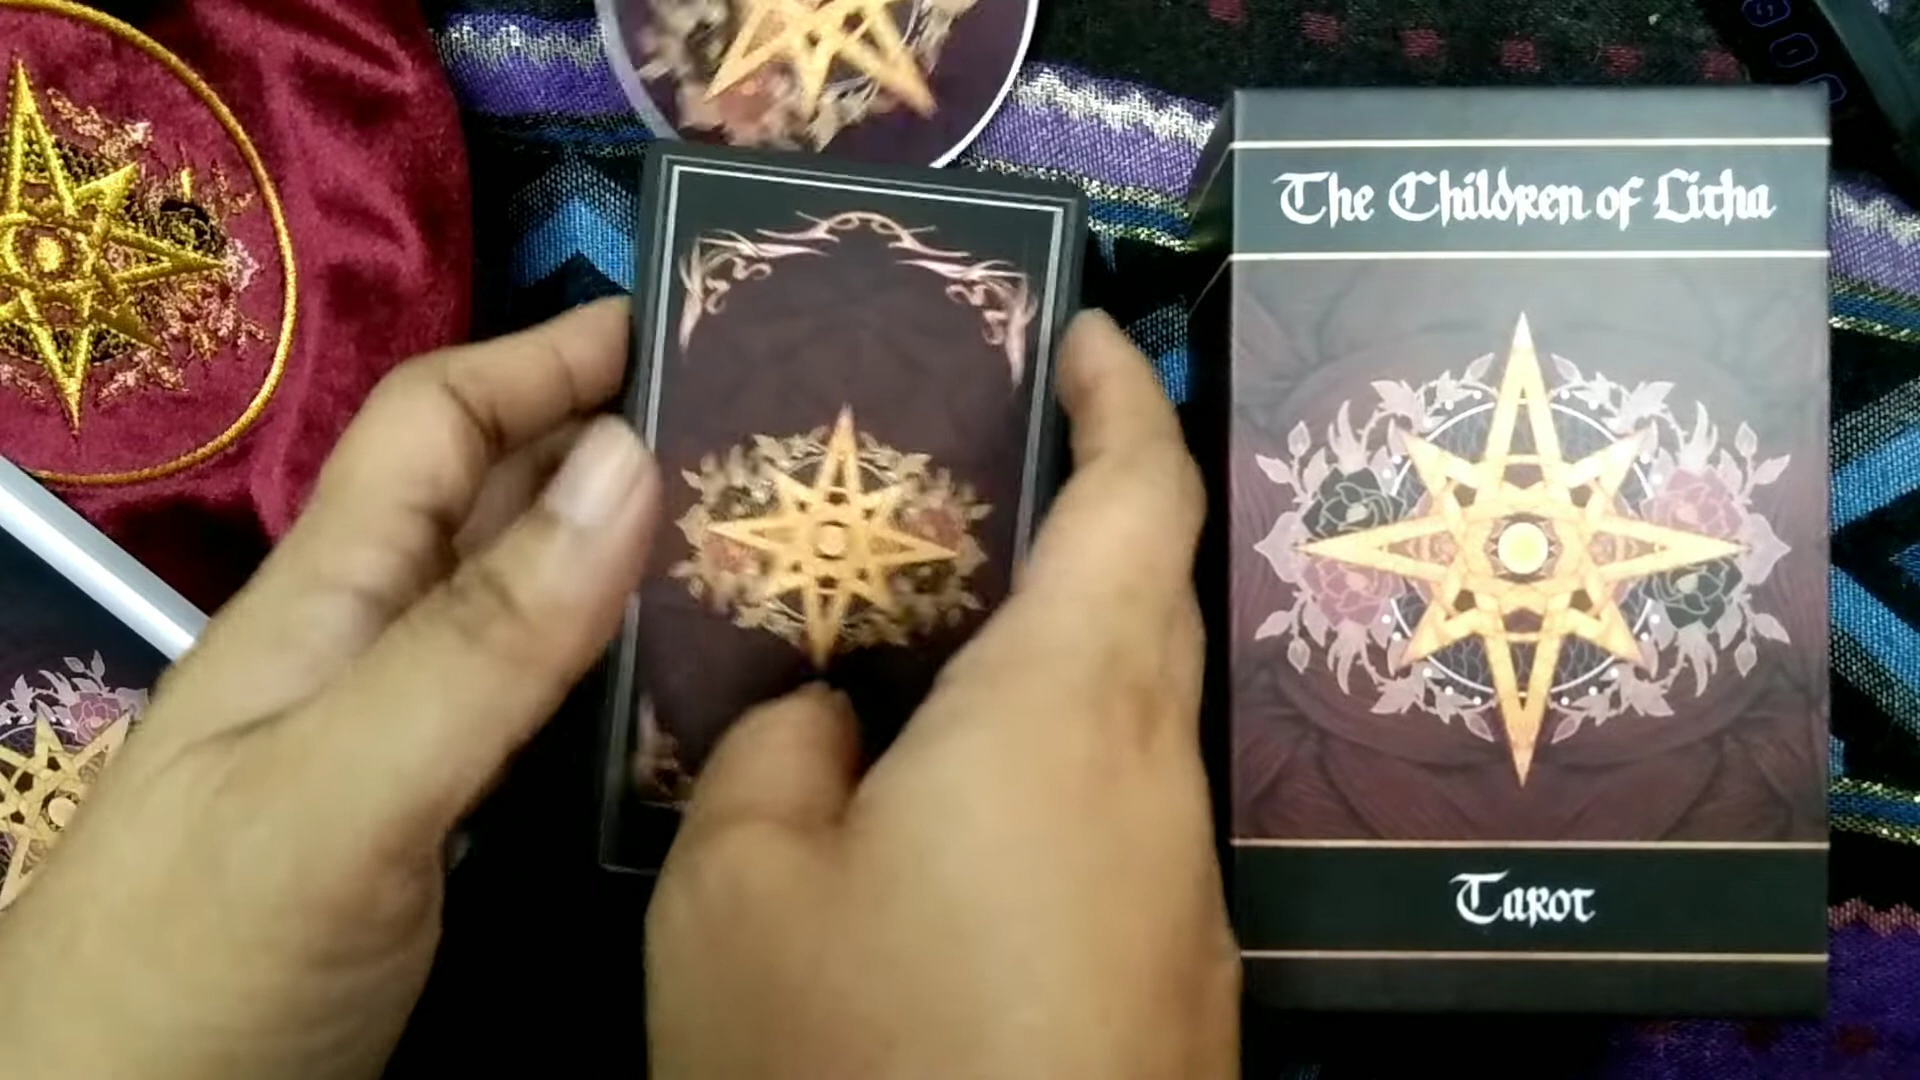 The Children of Litha
Tarot